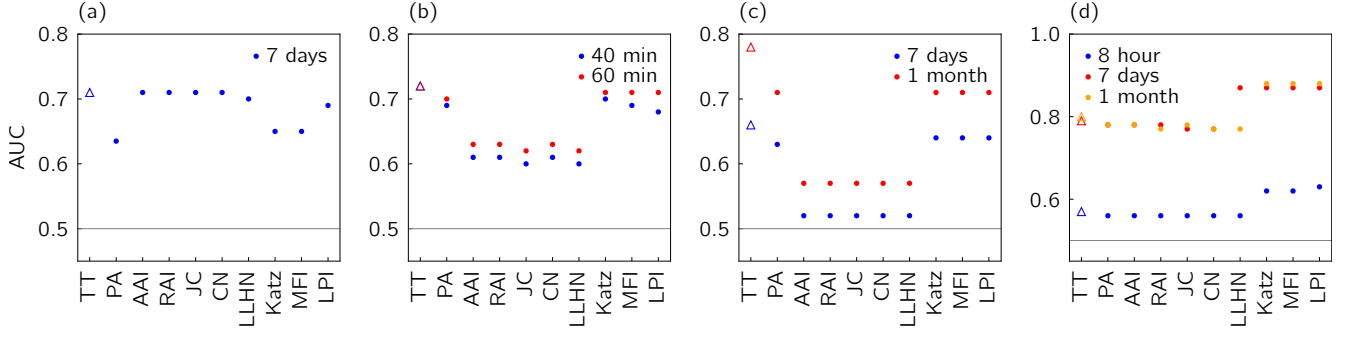 (a)
AUC
0.8
0.7
0.6
0.5
7 days
TT
PA
AAI
RAI
JC
CN
LLHN
Katz
MFI
LPI
(b)
0.8
0.7
0.6
0.5
40 min
60 min
TT
PA
AAI
RAI
JC
CN
LLHN
Katz
MFI
LPI
(c)
0.8
0.7
0.6
0.5
7 days
1 month
TT
PA
AAI
RAI
JC
CN
LLHN
Katz
MFI
LPI
(d)
1.0
0.8
0.6
8 hour
7 days
1 month
TT
PA
AAI
RAI
JC
CN
LLHN
Katz
MFI
LPI